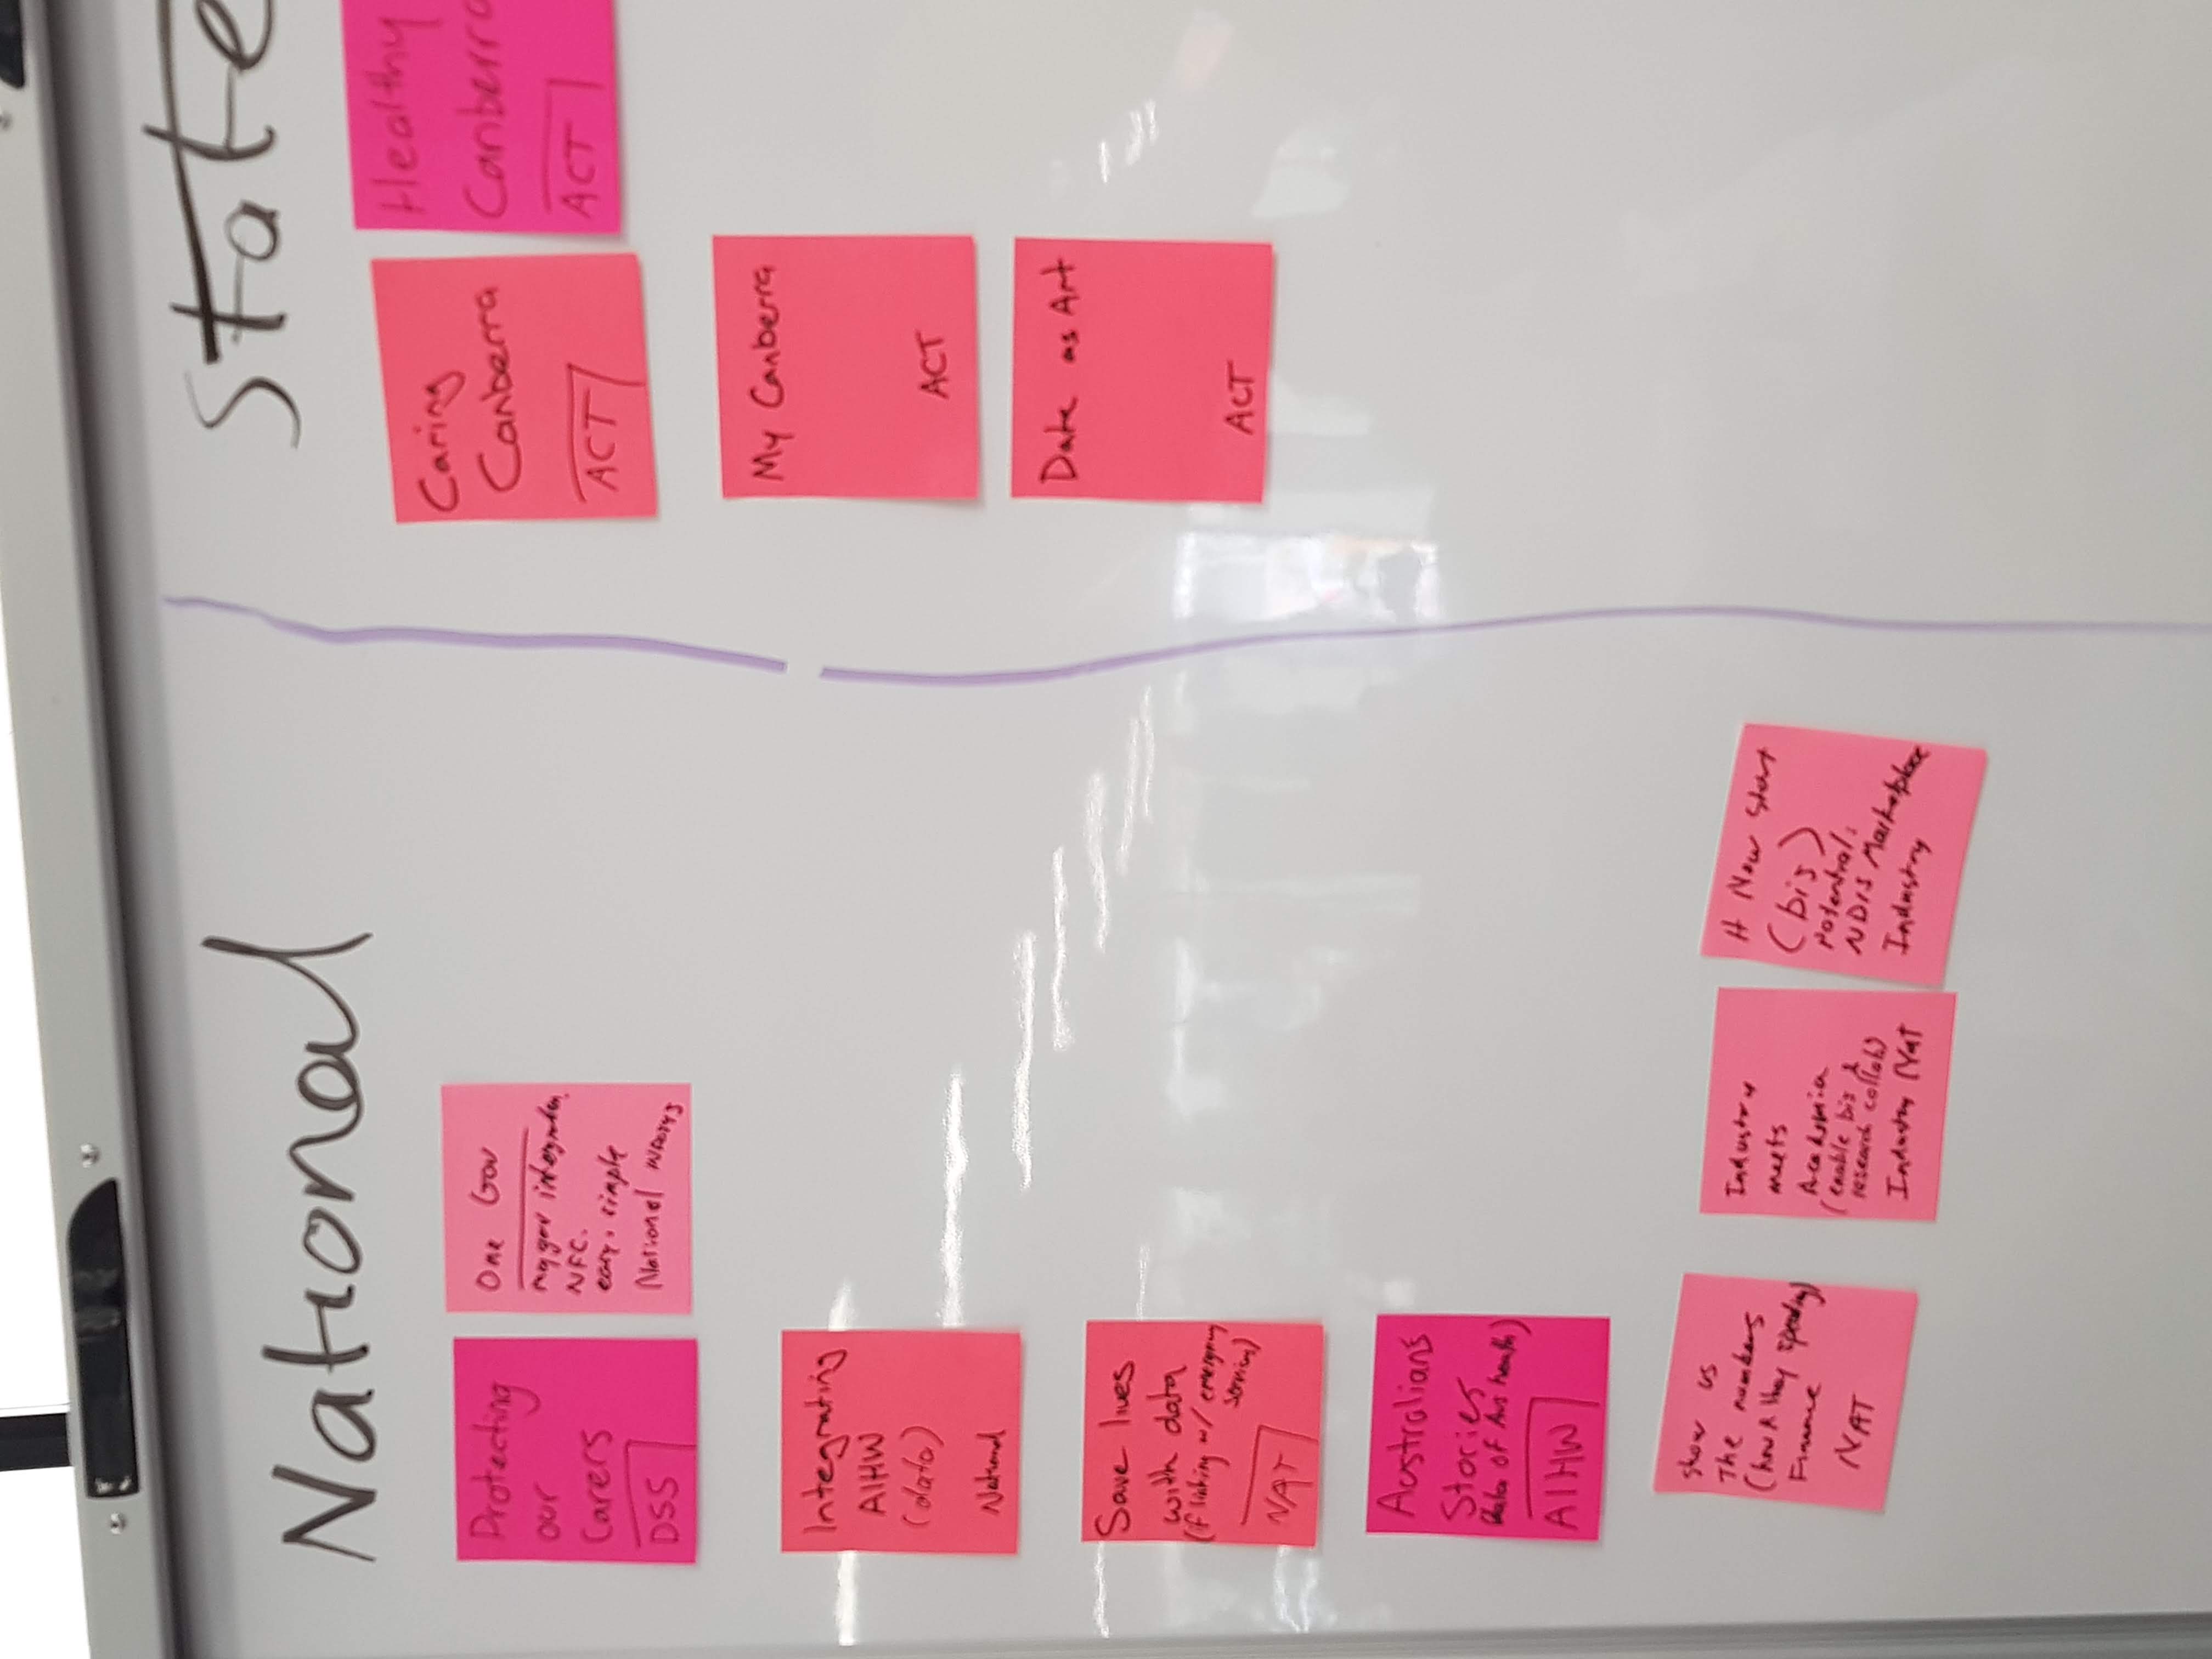 National
State
Protecting
our
Carers
DSS
One Gov
mygov integration,
NFC.
easy, simple
National
Integrating
AIHW
(data)
National
Save lives
with data
(if linking w/ emergency
services)
NAT
Australians
Stories
(Data of Aus health)
AIHW
show us
The numbers
(how R they spending)
Finance
NAT
Industry
meets
Academia
(enable bis &
research collab)
Industry Nat
A New Start
(bis)
Potential:
NDIS Marketplace
Industry
Caring
Canberra
ACT
Healthy
Canberra
ACT
My Canberra
ACT
Data as Art
ACT